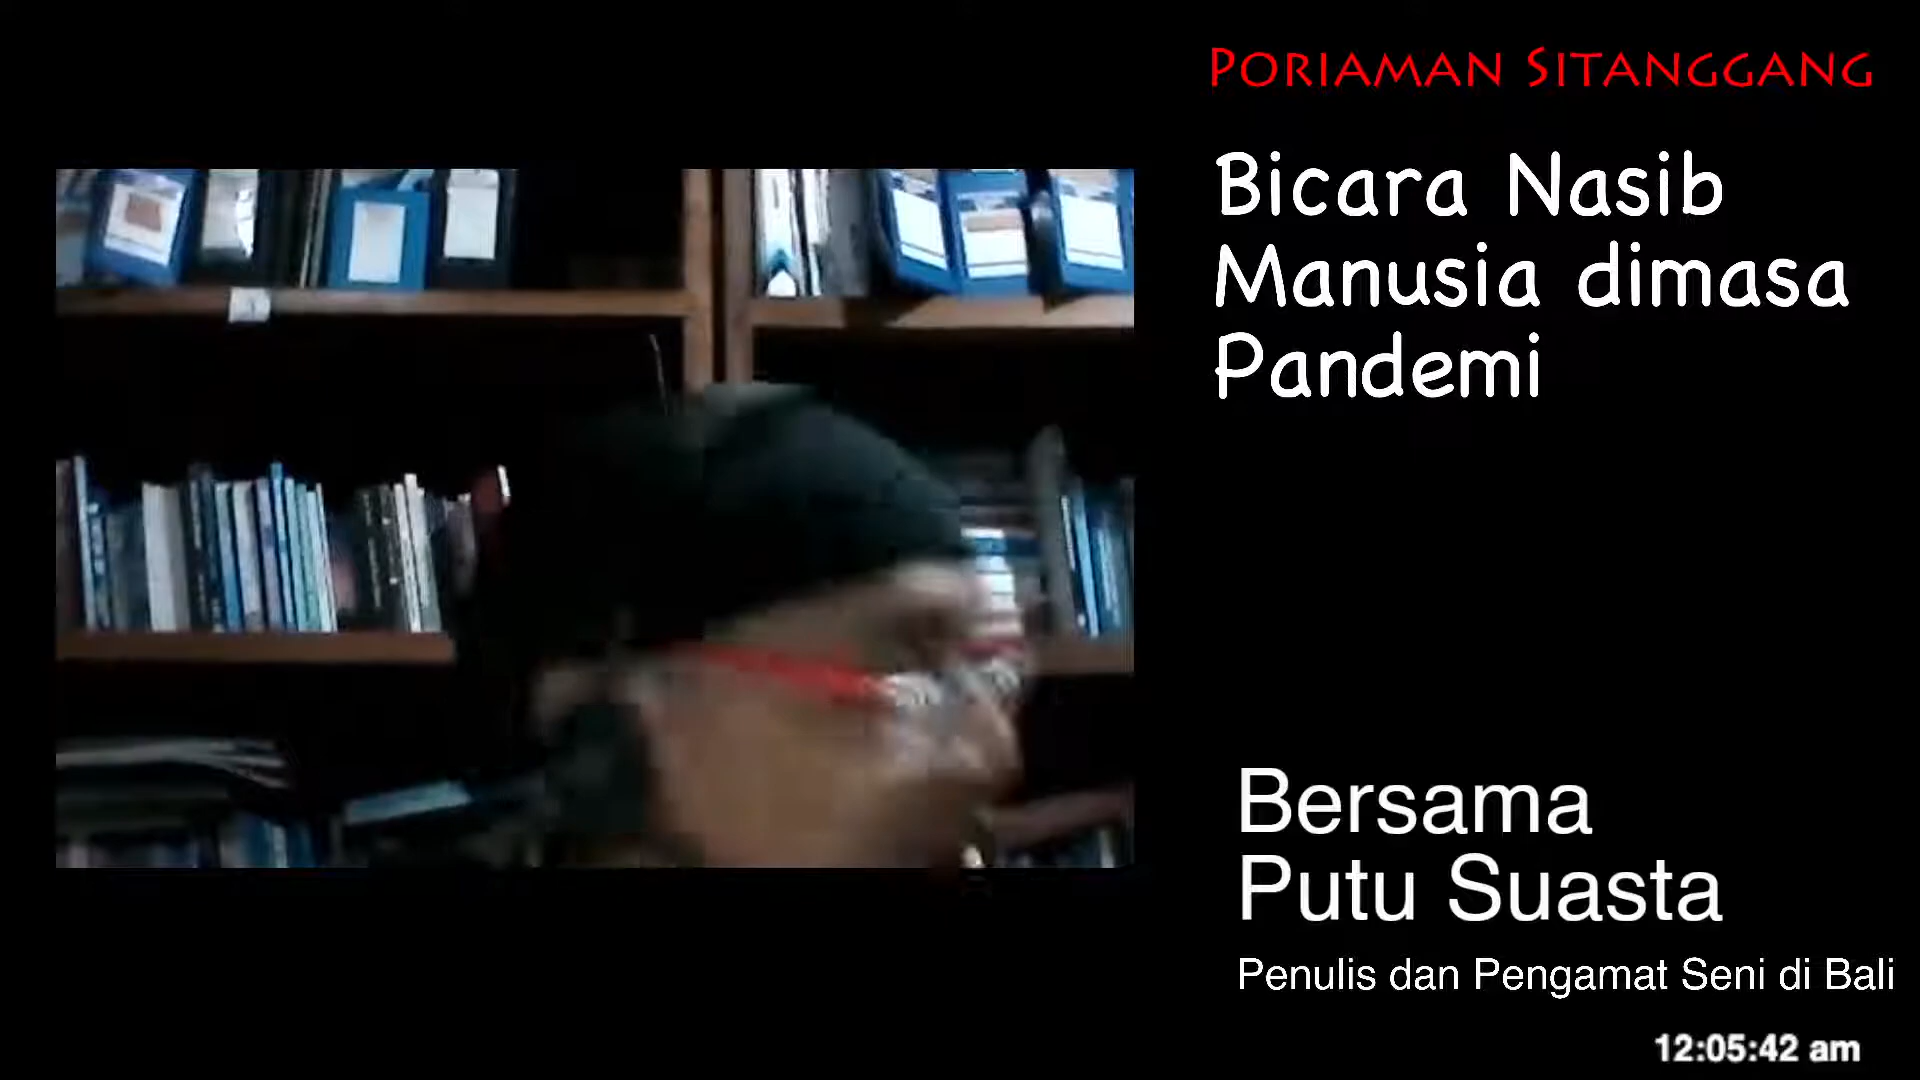 PORIAMAN SITANGGANG
Bicara Nasib
Manusia dimasa
Pandemi
Bersama
Putu Suasta
Penulis dan Pengamat Seni di Bali
12:05:42 am